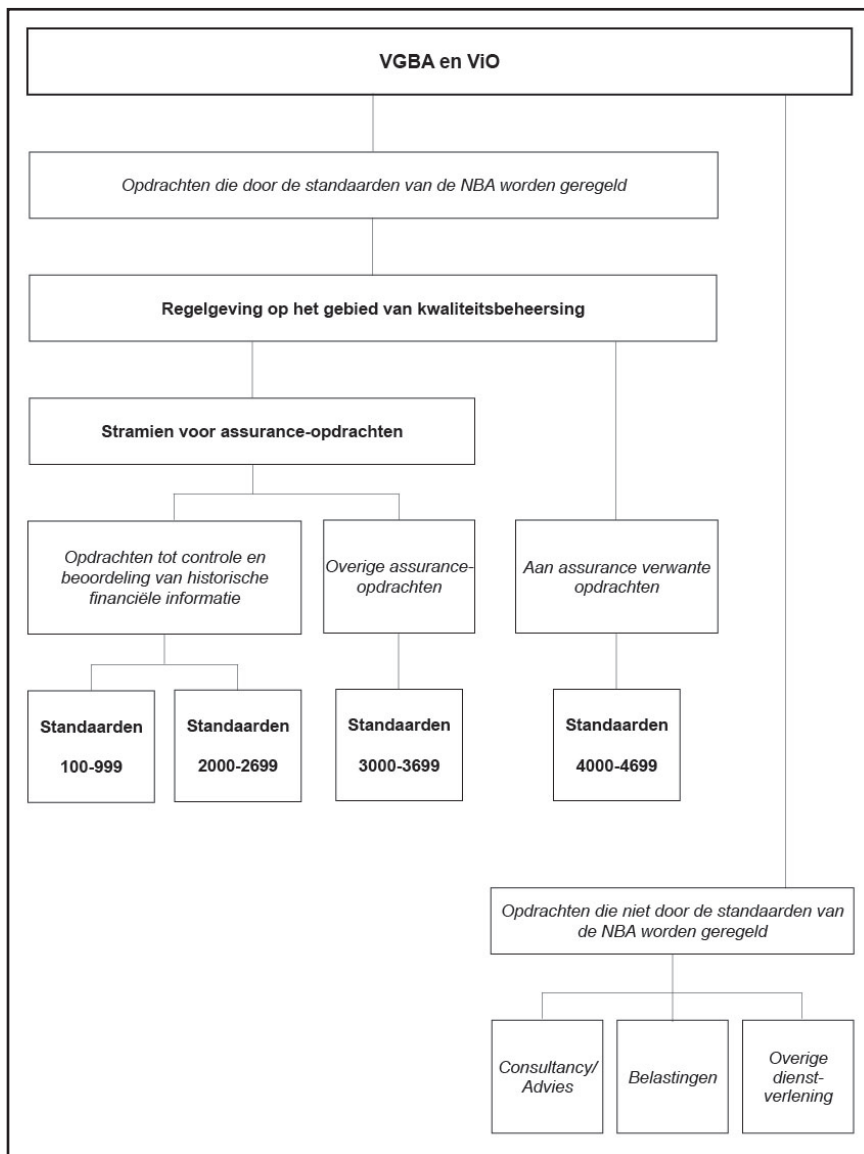 VGBA en ViO
Opdrachten die door de standaarden van de NBA worden geregeld
Regelgeving op het gebied van kwaliteitsbeheersing
Stramien voor assurance-opdrachten
Opdrachten tot controle en
beoordeling van historische
financiële informatie
Overige assurance-
opdrachten
Aan assurance verwante
opdrachten
Standaarden
100-999
Standaarden
2000-2699
Standaarden
3000-3699
Standaarden
4000-4699
Opdrachten die niet door de standaarden van
de NBA worden geregeld
Consultancy/
Advies
Belastingen
Overige
dienst-
verlening